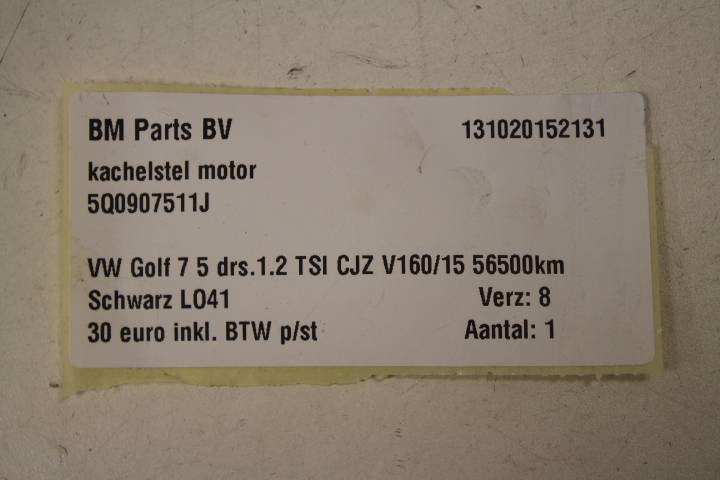 BM Parts BV 131020152131
kachelstel motor
5Q0907511J
VW Golf 7 5 drs.1.2 TSI CJZ V160/15 56500km
Schwarz LO41 Verz: 8
30 euro inkl. BTW p/st Aantal: 1